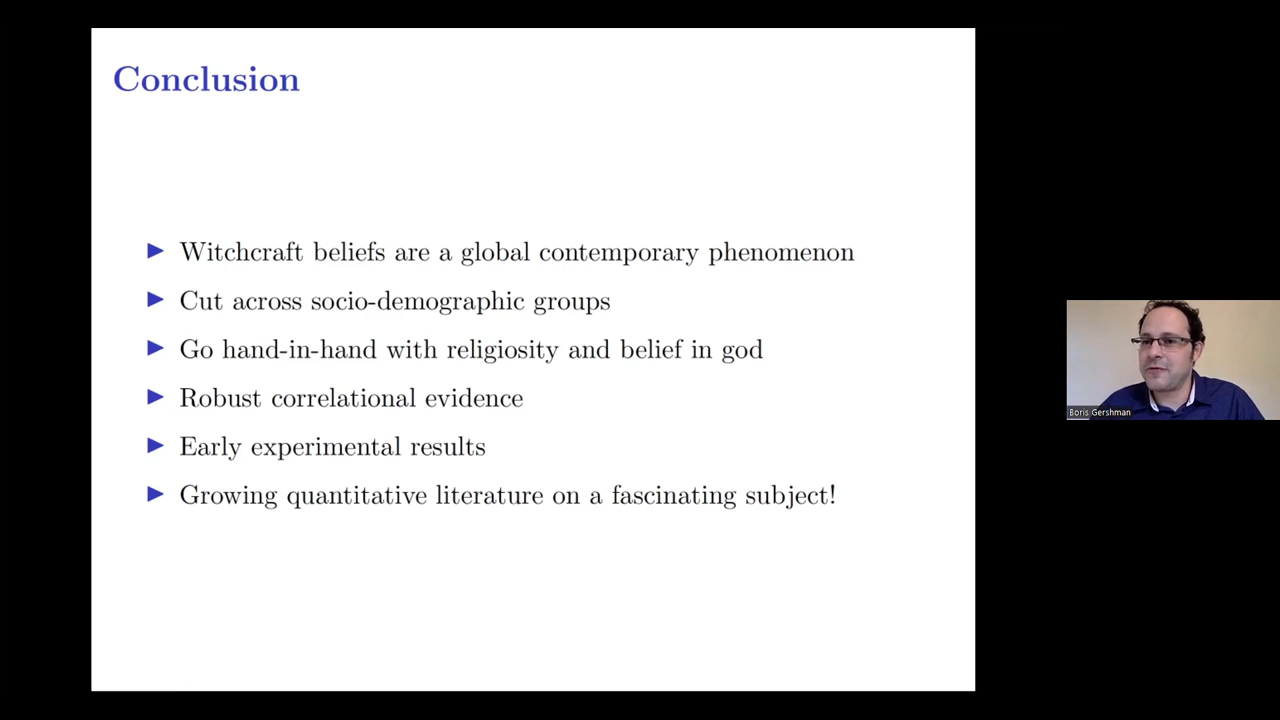 Conclusion
Witchcraft beliefs are a global contemporary phenomenon
Cut across socio-demographic groups
Go hand-in-hand with religiosity and belief in god
Robust correlational evidence
Early experimental results
Growing quantitative literature on a fascinating subject!
Boris Gershman